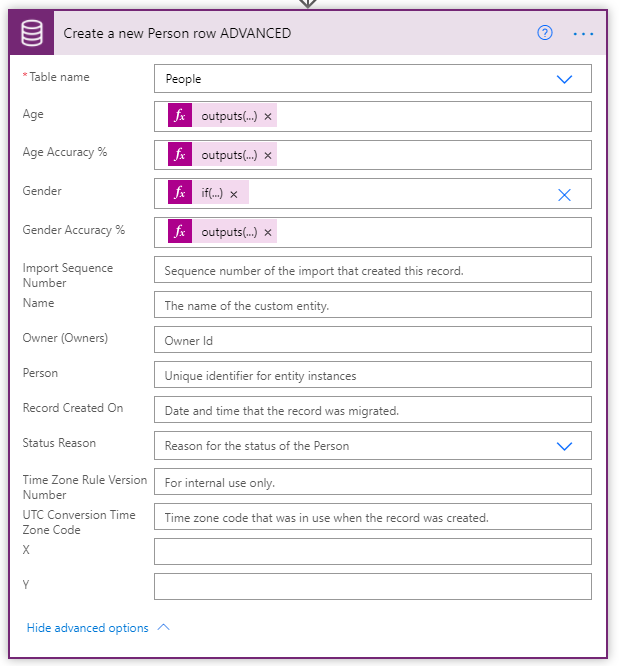 Create a new Person row ADVANCED
* Table name People
Age fx outputs(...) ×
Age Accuracy % fx outputs(...) ×
Gender fx if(...) ×
Gender Accuracy % fx outputs(...) ×
Import Sequence
Number
Sequence number of the import that created this record.
Name The name of the custom entity.
Owner (Owners) Owner Id
Person Unique identifier for entity instances
Record Created On Date and time that the record was migrated.
Status Reason Reason for the status of the Person
Time Zone Rule Version
Number
For internal use only.
UTC Conversion Time
Zone Code
Time zone code that was in use when the record was created.
X
Y
Hide advanced options